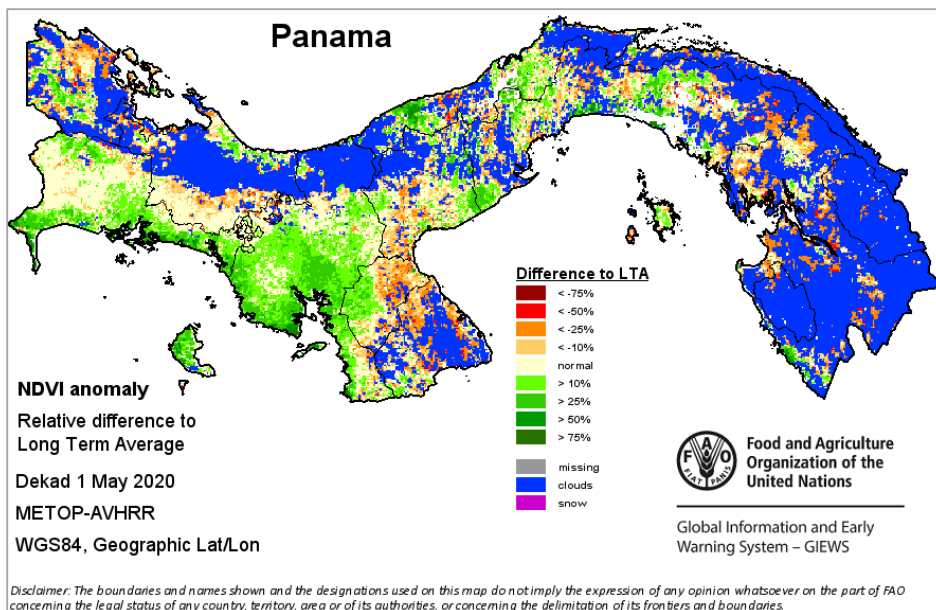 Panama
Difference to LTA
< -75%
< -50%
< -25%
< -10%
normal
> 10%
> 25%
> 50%
> 75%
missing
clouds
snow
NDVI anomaly
Relative difference to
Long Term Average
Dekad 1 May 2020
METOP-AVHRR
WGS84, Geographic Lat/Lon
F A O
FIAT PANIS
Food and Agriculture
Organization of the
United Nations
Global Information and Early
Warning System – GIEWS
Disclaimer: The boundaries and names shown and the designations used on this map do not imply the expression of any opinion whatsoever on the part of FAO
concerning the legal status of any country, territory, area or of its authorities, or concerning the delimitation of its frontiers and boundaries.